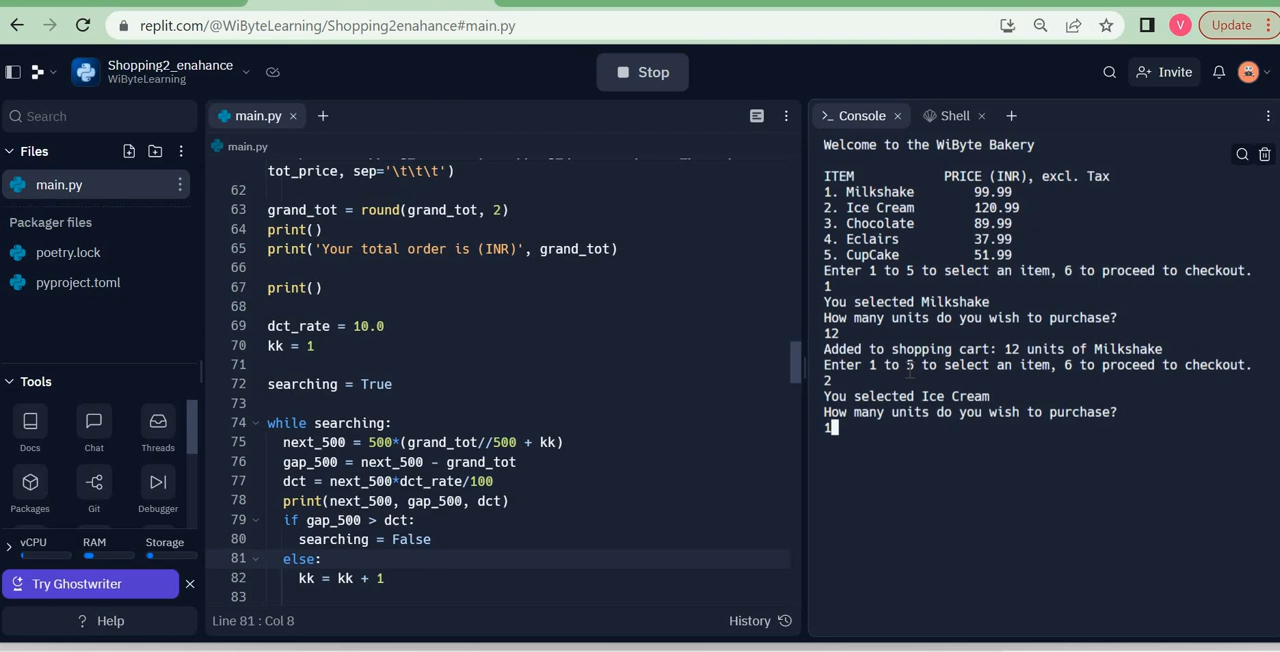 replit.com/@WiByteLearning/Shopping2enahance#main.py
V
Update
Shopping2_enahance
WiByteLearning
Stop
Invite
Search
main.py
Console
Shell
Files
main.py
main.py
Packager files
poetry.lock
pyproject.toml
Tools
Docs
Chat
Threads
Packages
Git
Debugger
vCPU
RAM
Storage
Try Ghostwriter
? Help
tot_price, sep='\t\t\t')
62
63 grand_tot = round(grand_tot, 2)
64 print()
65 print('Your total order is (INR)', grand_tot)
66
67 print()
68
69 dct_rate = 10.0
70 kk = 1
71
72 searching = True
73
74 while searching:
75 next_500 = 500*(grand_tot//500 + kk)
76 gap_500 = next_500 - grand_tot
77 dct = next_500*dct_rate/100
78 print(next_500, gap_500, dct)
79 if gap_500 > dct:
80 searching = False
81 else:
82 kk = kk + 1
83
Line 81 : Col 8
History
Welcome to the WiByte Bakery
ITEM PRICE (INR), excl. Tax
1. Milkshake 99.99
2. Ice Cream 120.99
3. Chocolate 89.99
4. Eclairs 37.99
5. CupCake 51.99
Enter 1 to 5 to select an item, 6 to proceed to checkout.
1
You selected Milkshake
How many units do you wish to purchase?
12
Added to shopping cart: 12 units of Milkshake
Enter 1 to 5 to select an item, 6 to proceed to checkout.
2
You selected Ice Cream
How many units do you wish to purchase?
1